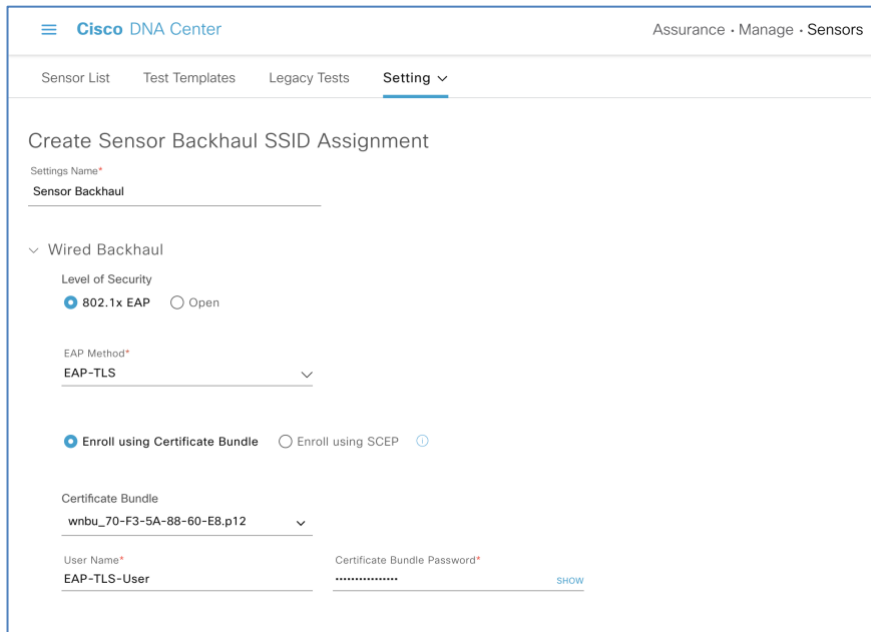 Cisco DNA Center
Assurance · Manage · Sensors
Sensor List Test Templates Legacy Tests Setting
Create Sensor Backhaul SSID Assignment
Settings Name*
Sensor Backhaul
Wired Backhaul
Level of Security
802.1x EAP Open
EAP Method*
EAP-TLS
Enroll using Certificate Bundle Enroll using SCEP
Certificate Bundle
wnbu_70-F3-5A-88-60-E8.p12
User Name* Certificate Bundle Password*
EAP-TLS-User ················ SHOW